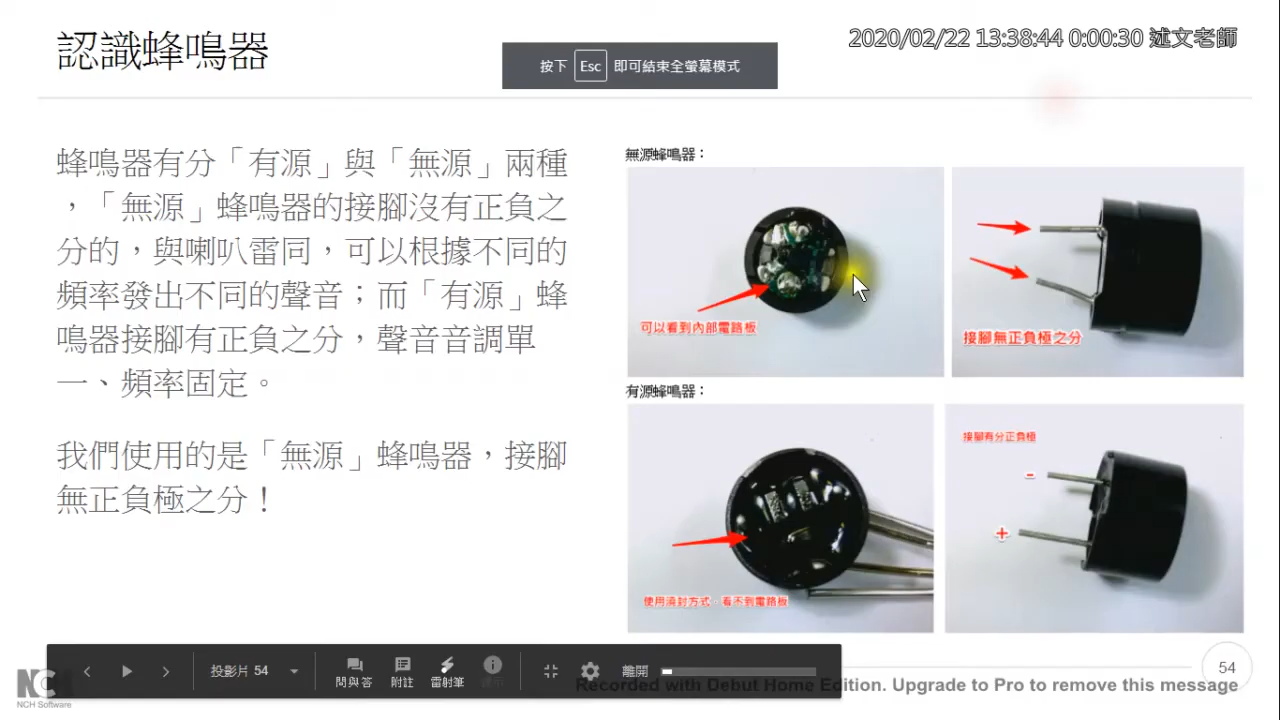 認識蜂鳴器
按下 Esc 即可結束全螢幕模式
2020/02/22 13:38:44 0:00:30 述文老師
蜂鳴器有分「有源」與「無源」兩種
，「無源」蜂鳴器的接腳沒有正負之
分的，與喇叭雷同，可以根據不同的
頻率發出不同的聲音；而「有源」蜂
鳴器接腳有正負之分，聲音音調單
一、頻率固定。
我們使用的是「無源」蜂鳴器，接腳
無正負極之分！
無源蜂鳴器：
可以看到內部電路板
接腳無正負極之分
有源蜂鳴器：
使用澆封方式，看不到電路板
接腳有分正負極
-
+
投影片 54
問與答
附註
雷射筆
提示
離開
54
NCH
NCH Software
Recorded with Debut Home Edition. Upgrade to Pro to remove this message